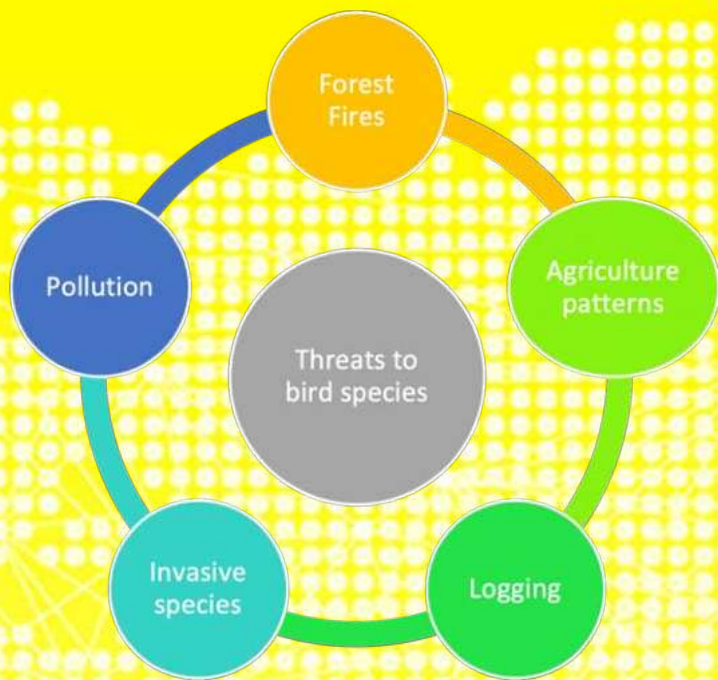 Forest
Fires
Agriculture
patterns
Logging
Invasive
species
Pollution
Threats to
bird species